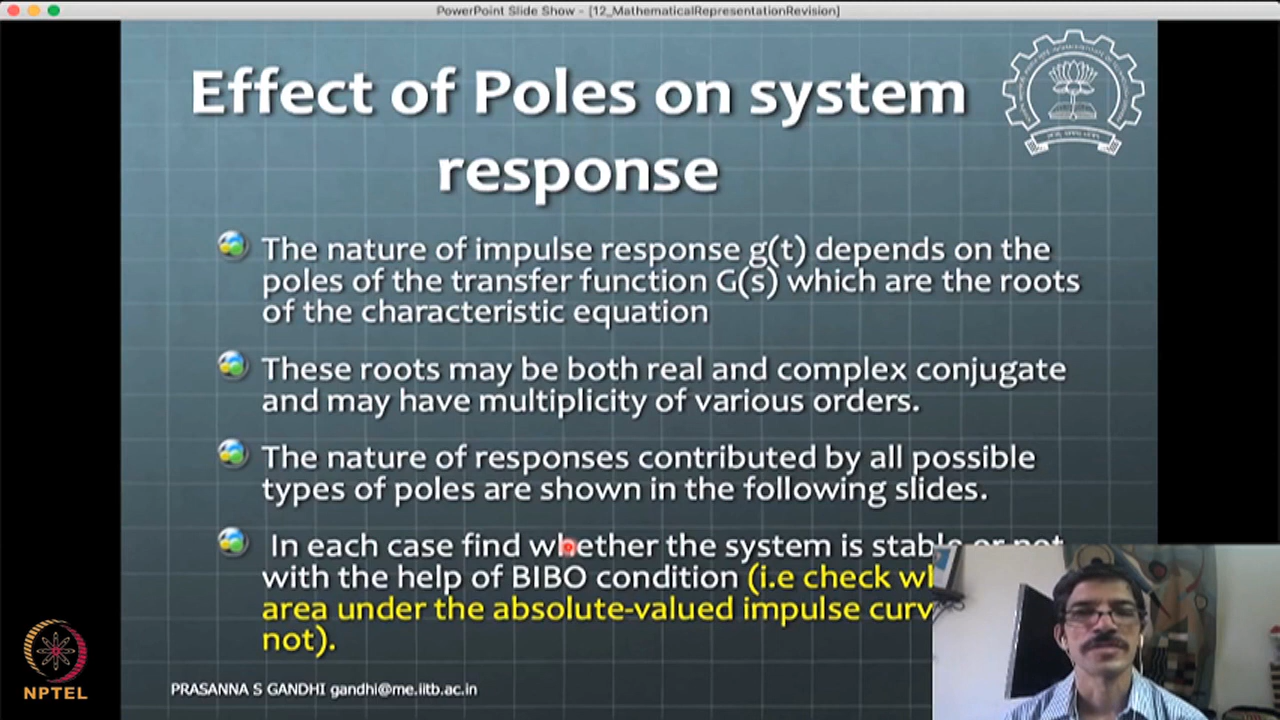 PowerPoint Slide Show - [12_MathematicalRepresentationRevision]
Effect of Poles on system
response
The nature of impulse response g(t) depends on the
poles of the transfer function G(s) which are the roots
of the characteristic equation
These roots may be both real and complex conjugate
and may have multiplicity of various orders.
The nature of responses contributed by all possible
types of poles are shown in the following slides.
In each case find whether the system is stable or not
with the help of BIBO condition (i.e check
area under the absolute-valued impulse
not).
NPTEL
PRASANNA S GANDHI gandhi@me.iitb.ac.in